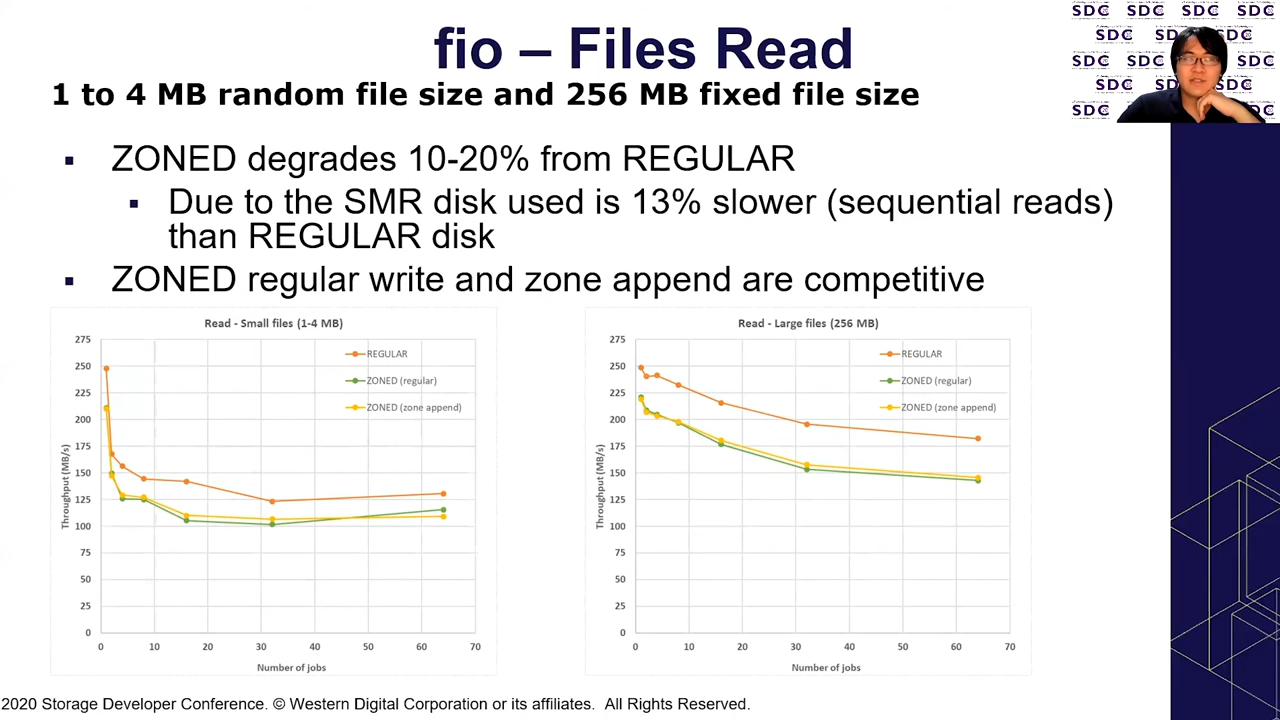 fio – Files Read
1 to 4 MB random file size and 256 MB fixed file size
SDC SDC SDC SDC
SDC SDC SDC
SDC SDC
SDC SDC
SDC SDC
▪ ZONED degrades 10-20% from REGULAR
▪ Due to the SMR disk used is 13% slower (sequential reads)
than REGULAR disk
▪ ZONED regular write and zone append are competitive
Read - Small files (1-4 MB)
REGULAR
ZONED (regular)
ZONED (zone append)
Throughput (MB/s)
275
250
225
200
175
150
125
100
75
50
25
0
0 10 20 30 40 50 60 70
Number of jobs
Read - Large files (256 MB)
REGULAR
ZONED (regular)
ZONED (zone append)
Throughput (MB/s)
275
250
225
200
175
150
125
100
75
50
25
0
0 10 20 30 40 50 60 70
Number of jobs
2020 Storage Developer Conference. © Western Digital Corporation or its affiliates. All Rights Reserved.